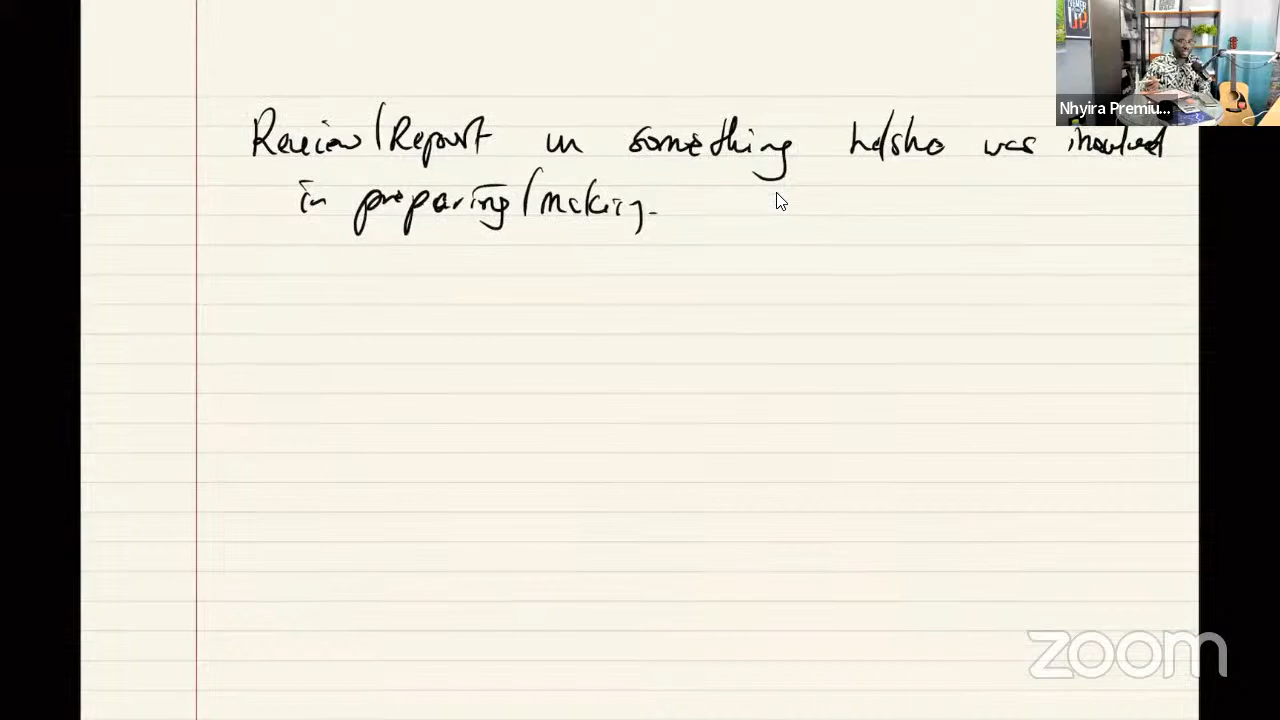 Nhyira Premiu...
Review/Report on something he/she was involved
in preparing/making.
zoom